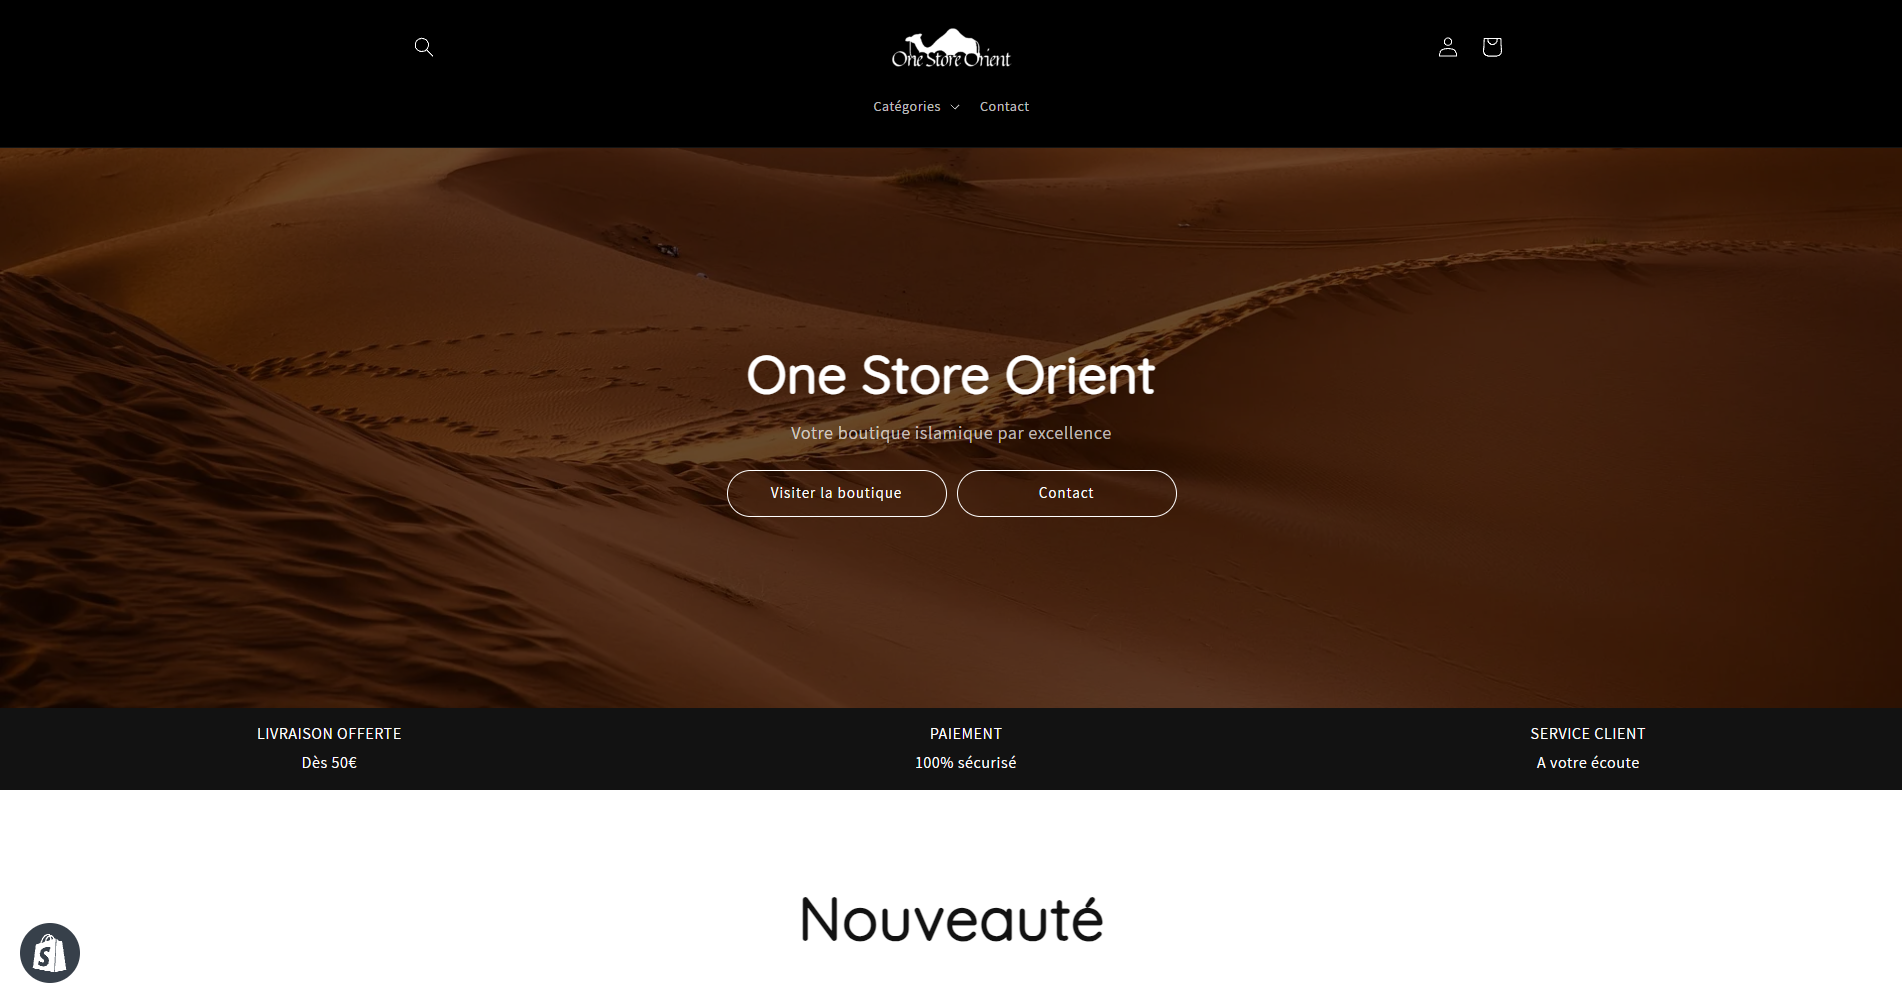 One Store Orient
Catégories
Contact
One Store Orient
Votre boutique islamique par excellence
Visiter la boutique
Contact
LIVRAISON OFFERTE
Dès 50€
PAIEMENT
100% sécurisé
SERVICE CLIENT
A votre écoute
Nouveauté
S